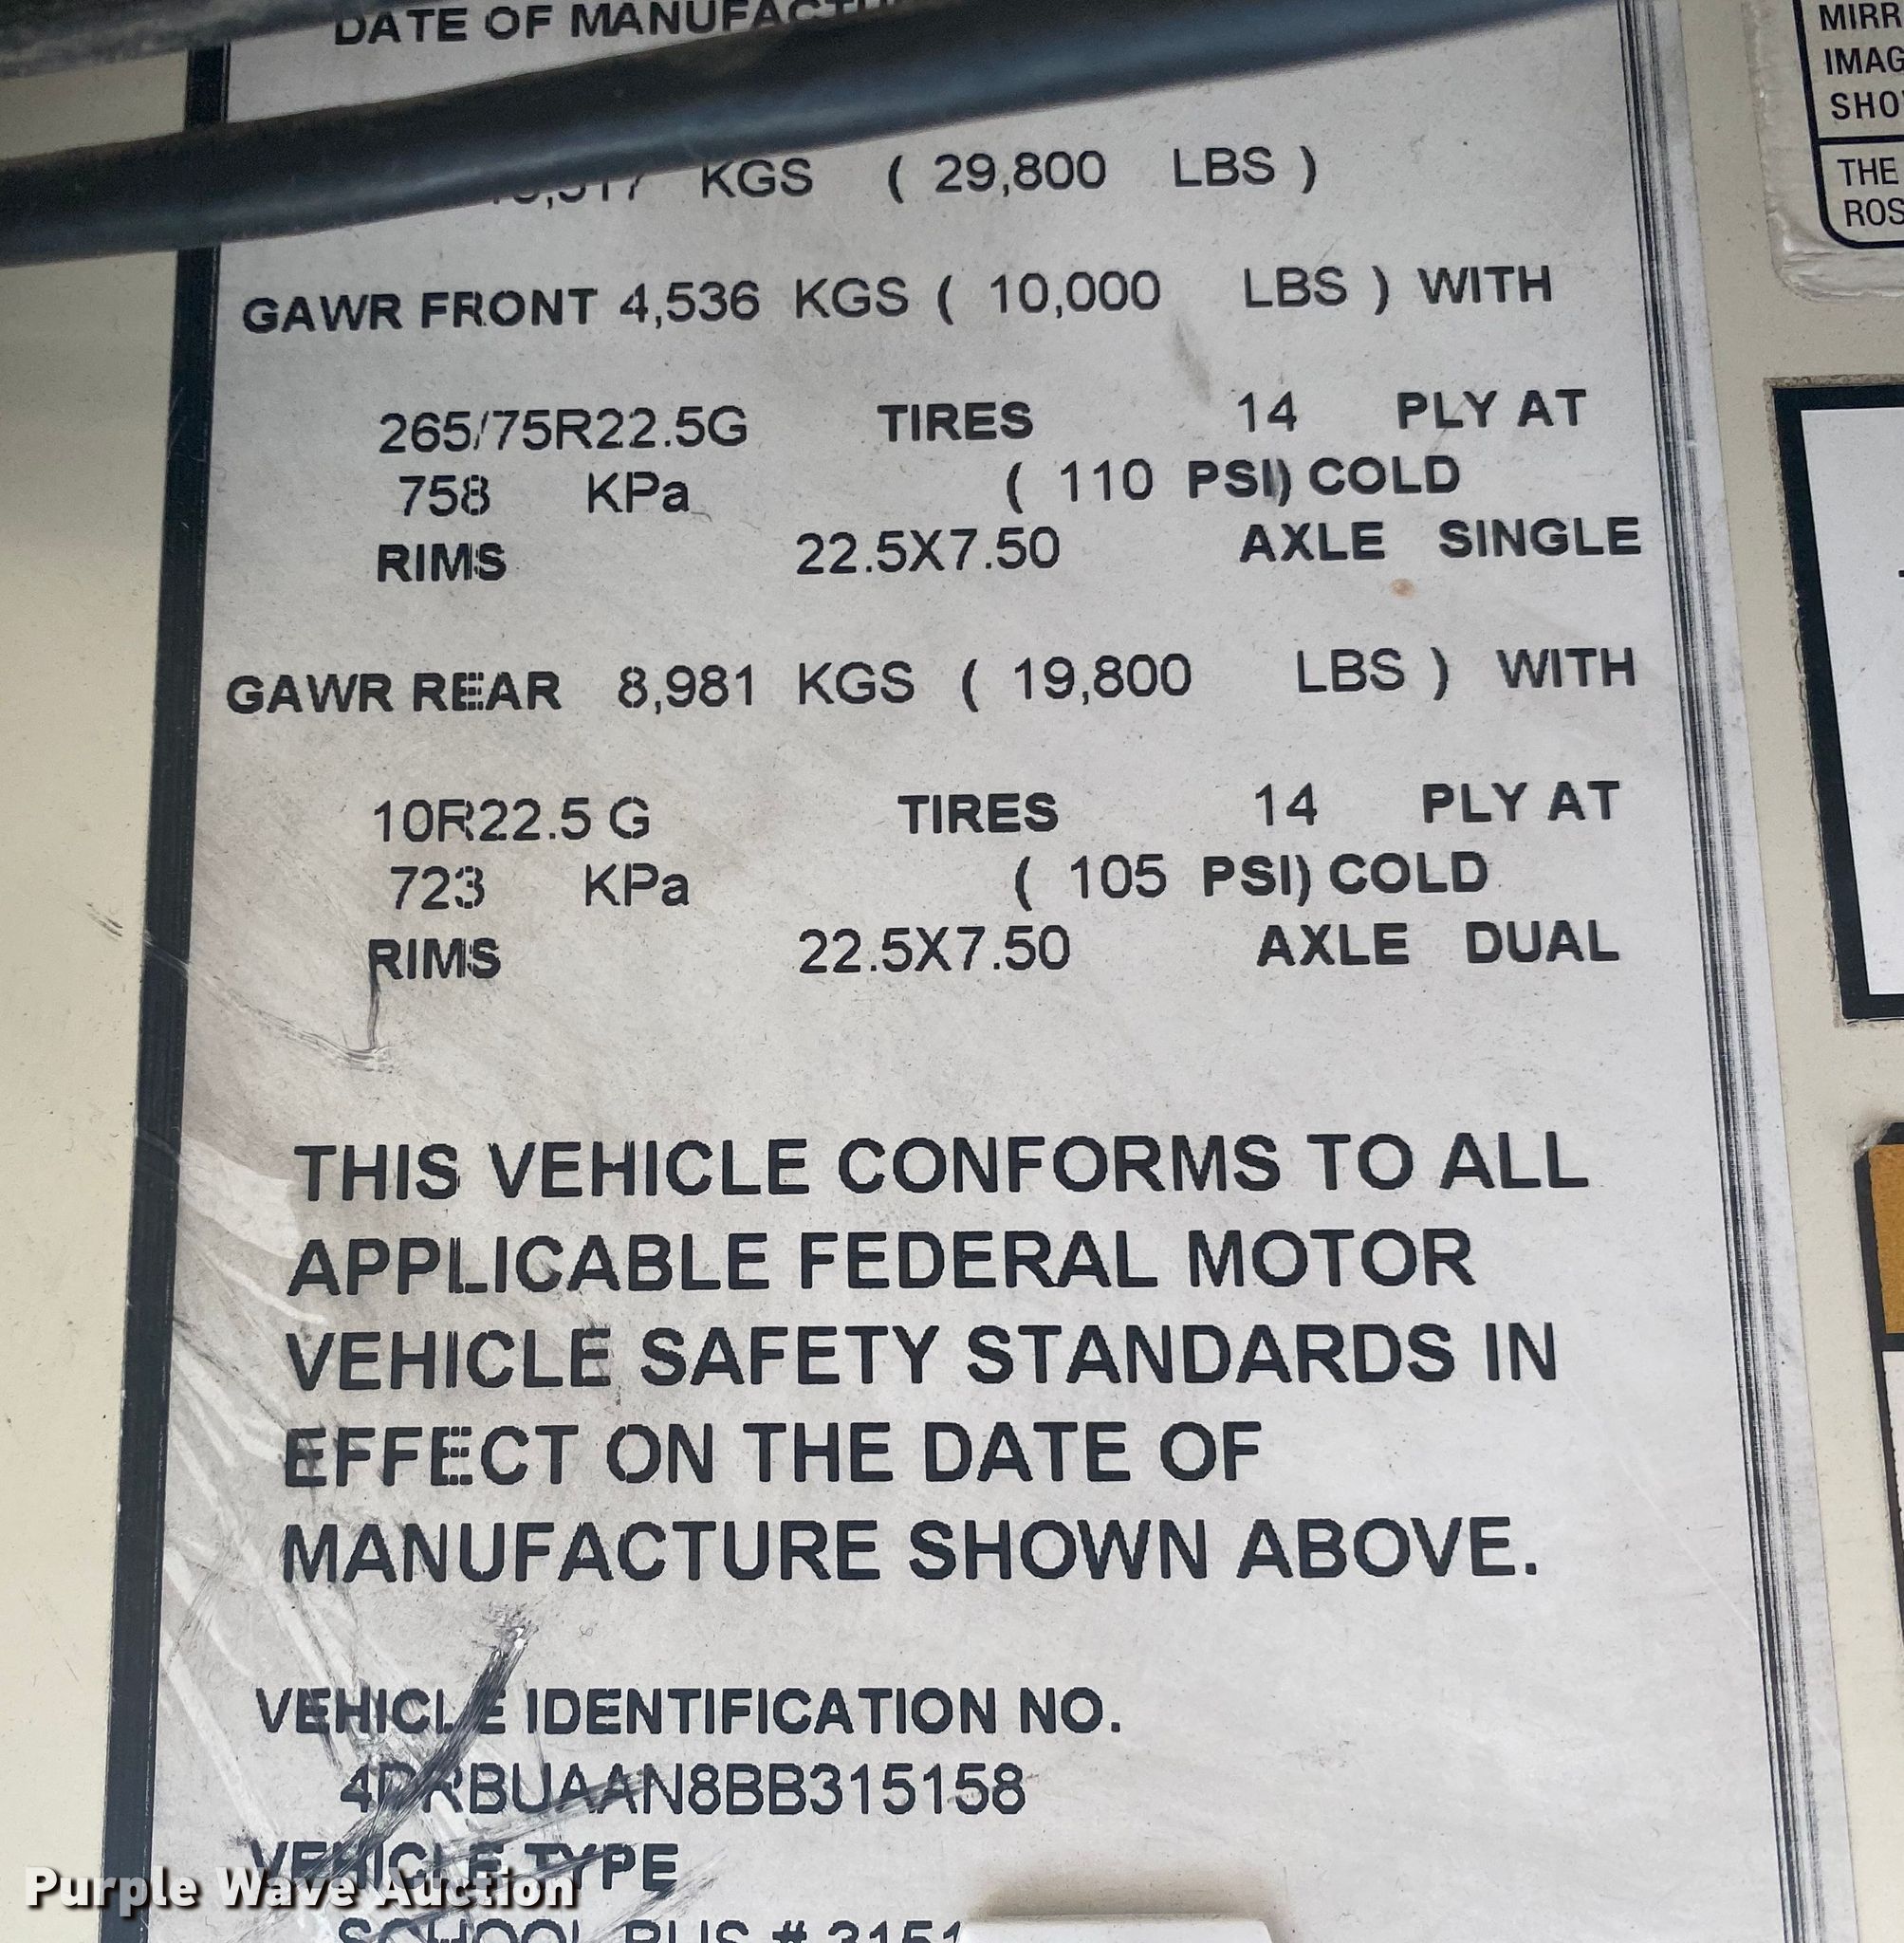 DATE OF MANUFACTU
KGS ( 29,800 LBS )
GAWR FRONT 4,536 KGS ( 10,000 LBS ) WITH
265/75R22.5G TIRES 14 PLY AT
758 KPa ( 110 PSI) COLD
RIMS 22.5X7.50 AXLE SINGLE
GAWR REAR 8,981 KGS ( 19,800 LBS ) WITH
10R22.5 G TIRES 14 PLY AT
723 KPa ( 105 PSI) COLD
RIMS 22.5X7.50 AXLE DUAL
THIS VEHICLE CONFORMS TO ALL
APPLICABLE FEDERAL MOTOR
VEHICLE SAFETY STANDARDS IN
EFFECT ON THE DATE OF
MANUFACTURE SHOWN ABOVE.
VEHICLE IDENTIFICATION NO.
4DRBUAAN8BB315158
VEHICLE TYPE
SCHOOL BUS # 3151
MIRR
IMAG
SHO
THE
ROS
Purple Wave Auction